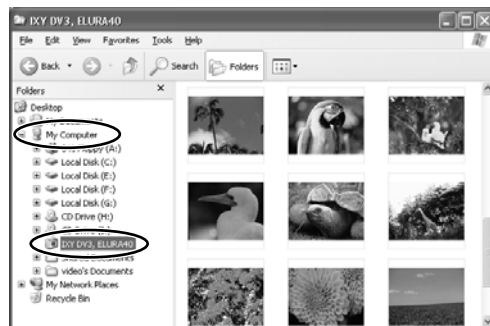 IXY DV3, ELURA40
File Edit View Favorites Tools Help
Back Search Folders
Folders
Desktop
My Computer
Local Disk (C:)
Local Disk (E:)
Local Disk (F:)
Local Disk (G:)
CD Drive (H:)
IXY DV3, ELURA40
video's Documents
My Network Places
Recycle Bin